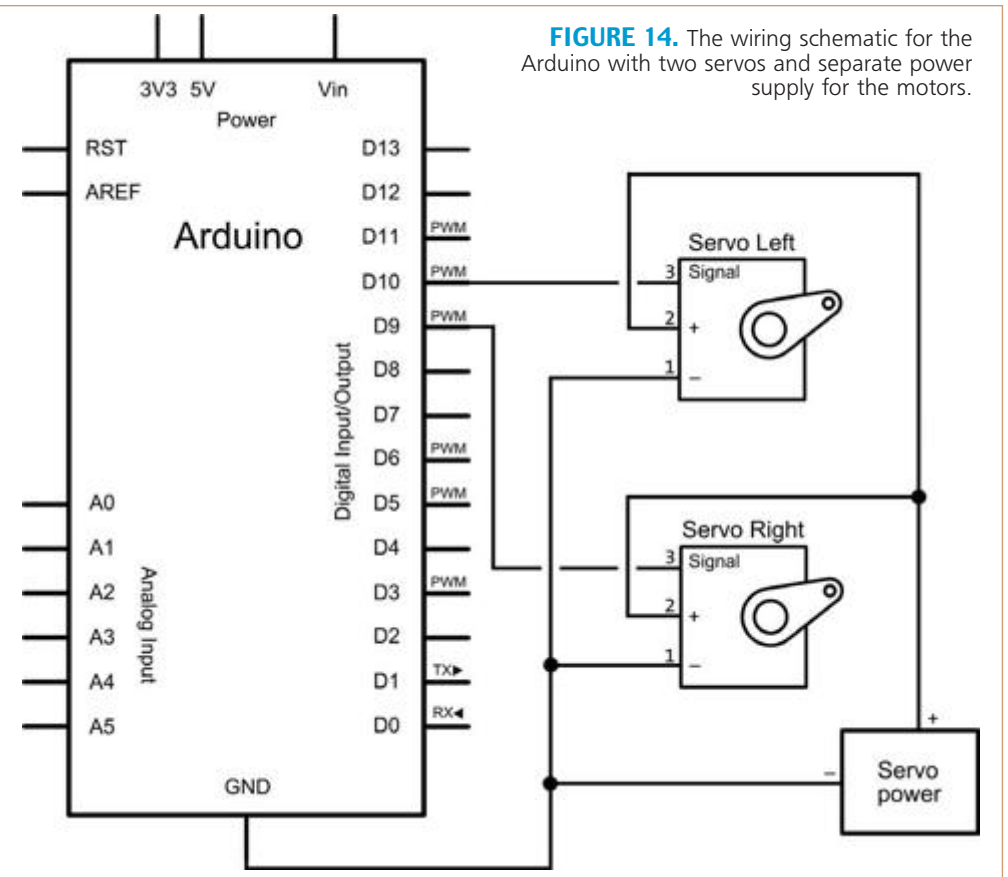 FIGURE 14. The wiring schematic for the
Arduino with two servos and separate power
supply for the motors.
3V3 5V Vin
Power
RST D13
AREF D12
Arduino
D11 PWM
D10 PWM
D9 PWM
D8
D7
D6 PWM
A0 D5 PWM
A1 D4
A2 D3 PWM
A3 D2
A4 D1 TX►
A5 D0 RX◄
Digital Input/Output
Analog Input
GND
Servo Left
3 Signal
2 +
1 –
Servo Right
3 Signal
2 +
1 –
+
–
Servo
power